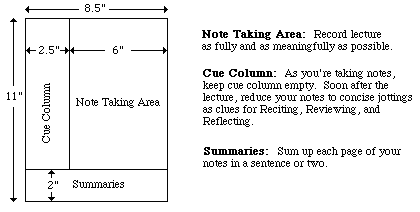 8.5"
2.5"
6"
11"
Cue Column
Note Taking Area
2"
Summaries
Note Taking Area: Record lecture
as fully and as meaningfully as possible.
Cue Column: As you're taking notes,
keep cue column empty. Soon after the
lecture, reduce your notes to concise jottings
as clues for Reciting, Reviewing, and
Reflecting.
Summaries: Sum up each page of your
notes in a sentence or two.